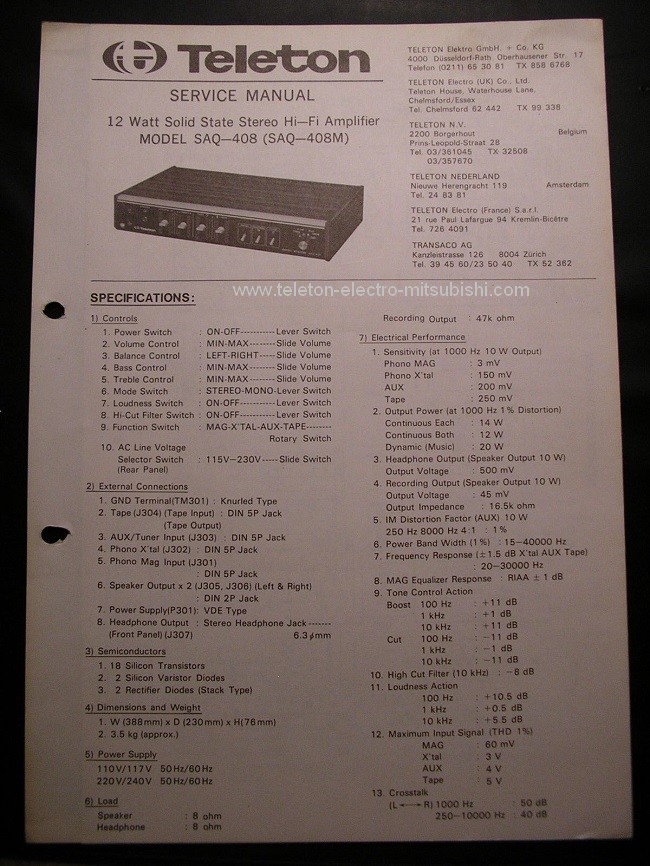 Teleton
SERVICE MANUAL
12 Watt Solid State Stereo Hi-Fi Amplifier
MODEL SAQ-408 (SAQ-408M)
TELETON Elektro GmbH. + Co. KG
4000 Düsseldorf-Rath Oberhausener Str. 17
Telefon (0211) 65 30 81 TX 858 6768
TELETON Electro (UK) Co., Ltd.
Teleton House, Waterhouse Lane,
Chelmsford/Essex
Tel. Chelmsford 62 442 TX 99 338
TELETON N.V.
2200 Borgerhout Belgium
Prins-Leopold-Straat 28
Tel. 03/361045 TX 32508
03/357670
TELETON NEDERLAND
Nieuwe Herengracht 119 Amsterdam
Tel. 24 83 81
TELETON Electro (France) S.a.r.l
21 rue Paul Lafargue 94 Kremlin-Bicêtre
Tel. 726 4091
TRANSACO AG
Kanzleistrasse 126 8004 Zürich
Tel. 39 45 60/23 50 40 TX 52 362
www.teleton-electro-mitsubishi.com
SPECIFICATIONS:
1) Controls
1. Power Switch : ON-OFF-----------Lever Switch
2. Volume Control : MIN-MAX--------Slide Volume
3. Balance Control : LEFT-RIGHT-----Slide Volume
4. Bass Control : MIN-MAX--------Slide Volume
5. Treble Control : MIN-MAX--------Slide Volume
6. Mode Switch : STEREO-MONO-Lever Switch
7. Loudness Switch : ON-OFF-----------Lever Switch
8. Hi-Cut Filter Switch : ON-OFF-----------Lever Switch
9. Function Switch : MAG-X'TAL-AUX-TAPE--------
Rotary Switch
10. AC Line Voltage
Selector Switch : 115V-230V-----Slide Switch
(Rear Panel)
2) External Connections
1. GND Terminal(TM301) : Knurled Type
2. Tape (J304) (Tape Input) : DIN 5P Jack
(Tape Output)
3. AUX/Tuner Input (J303) : DIN 5P Jack
4. Phono X'tal (J302) : DIN 5P Jack
5. Phono Mag Input (J301)
: DIN 5P Jack
6. Speaker Output x 2 (J305, J306) (Left & Right)
: DIN 2P Jack
7. Power Supply(P301): VDE Type
8. Headphone Output : Stereo Headphone Jack-------
(Front Panel) (J307) 6.3 ⌀mm
3) Semiconductors
1. 18 Silicon Transistors
2. 2 Silicon Varistor Diodes
3. 2 Rectifier Diodes (Stack Type)
4) Dimensions and Weight
1. W (388mm) x D (230mm) x H(76mm)
2. 3.5 kg (approx.)
5) Power Supply
110V/117V 50Hz/60Hz
220V/240V 50Hz/60Hz
6) Load
Speaker : 8 ohm
Headphone : 8 ohm
Recording Output : 47k ohm
7) Electrical Performance
1. Sensitivity (at 1000 Hz 10 W Output)
Phono MAG : 3 mV
Phono X'tal : 150 mV
AUX : 200 mV
Tape : 250 mV
2. Output Power (at 1000 Hz 1% Distortion)
Continuous Each : 14 W
Continuous Both : 12 W
Dynamic (Music) : 20 W
3. Headphone Output (Speaker Output 10 W)
Output Voltage : 500 mV
4. Recording Output (Speaker Output 10 W)
Output Voltage : 45 mV
Output Impedance : 16.5k ohm
5. IM Distortion Factor (AUX) 10 W
250 Hz 8000 Hz 4:1 : 1%
6. Power Band Width (1%) : 15-40000 Hz
7. Frequency Response (±1.5 dB X'tal AUX Tape)
: 20-30000 Hz
8. MAG Equalizer Response : RIAA ± 1 dB
9. Tone Control Action
Boost 100 Hz : +11 dB
1 kHz : +1 dB
10 kHz : +11 dB
Cut 100 Hz : -11 dB
1 kHz : -1 dB
10 kHz : -11 dB
10. High Cut Filter (10 kHz) : -8 dB
11. Loudness Action
100 Hz : +10.5 dB
1 kHz : +0.5 dB
10 kHz : +5.5 dB
12. Maximum Input Signal (THD 1%)
MAG : 60 mV
X'tal : 3 V
AUX : 4 V
Tape : 5 V
13. Crosstalk
(L ←→ R) 1000 Hz : 50 dB
250-10000 Hz : 40 dB